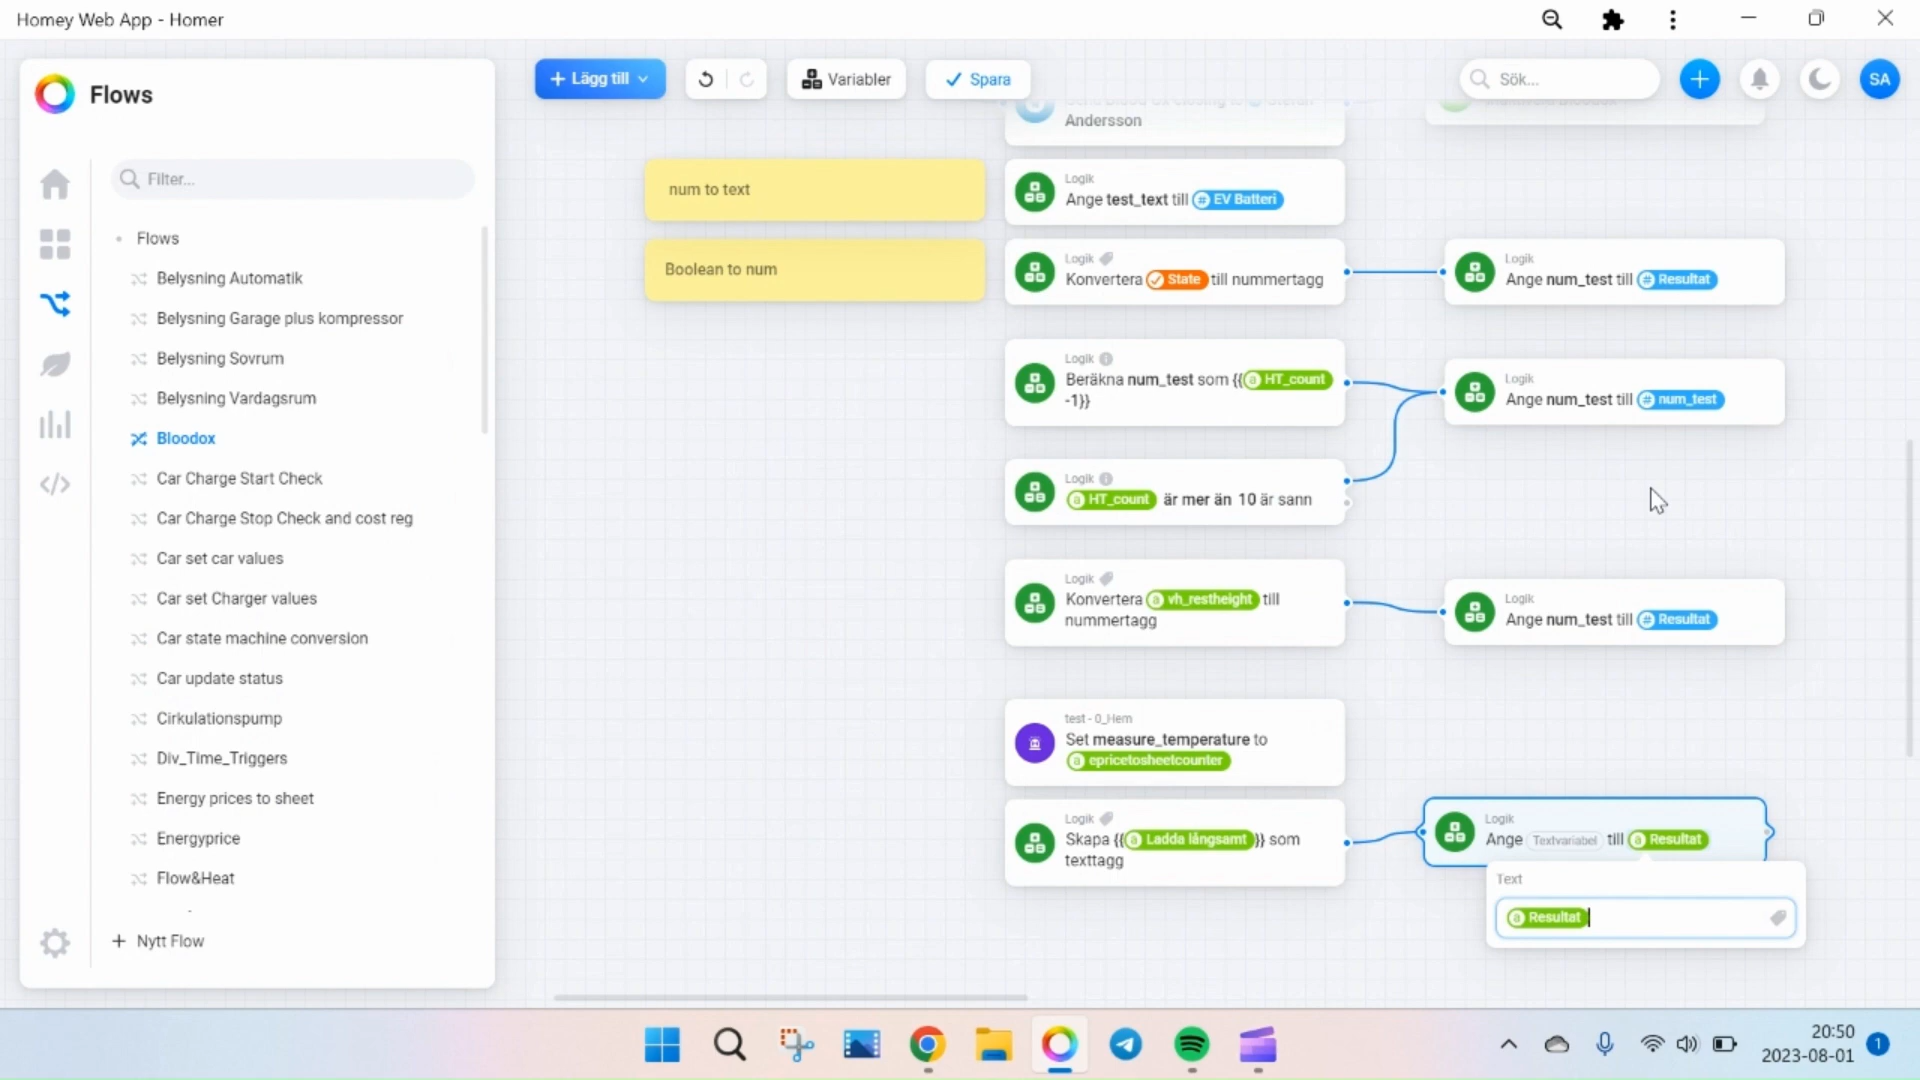 Homey Web App - Homer
Flows
Filter...
Flows
Belysning Automatik
Belysning Garage plus kompressor
Belysning Sovrum
Belysning Vardagsrum
Bloodox
Car Charge Start Check
Car Charge Stop Check and cost reg
Car set car values
Car set Charger values
Car state machine conversion
Car update status
Cirkulationspump
Div_Time_Triggers
Energy prices to sheet
Energyprice
Flow&Heat
+ Nytt Flow
+ Lägg till
Variabler
Spara
Sök...
SA
Andersson
num to text
Boolean to num
Logik
Ange test_text till # EV Batteri
Logik
Konvertera State till nummertagg
Logik
Ange num_test till # Resultat
Logik
Beräkna num_test som {{ a HT_count
-1}}
Logik
Ange num_test till # num_test
Logik
a HT_count är mer än 10 är sann
Logik
Konvertera a vh_restheight till
nummertagg
Logik
Ange num_test till # Resultat
test - 0_Hem
Set measure_temperature to
a epricetosheetcounter
Logik
Skapa {{ a Ladda långsamt }} som
texttagg
Logik
Ange Textvariabel till a Resultat
Text
a Resultat
20:50
2023-08-01
1